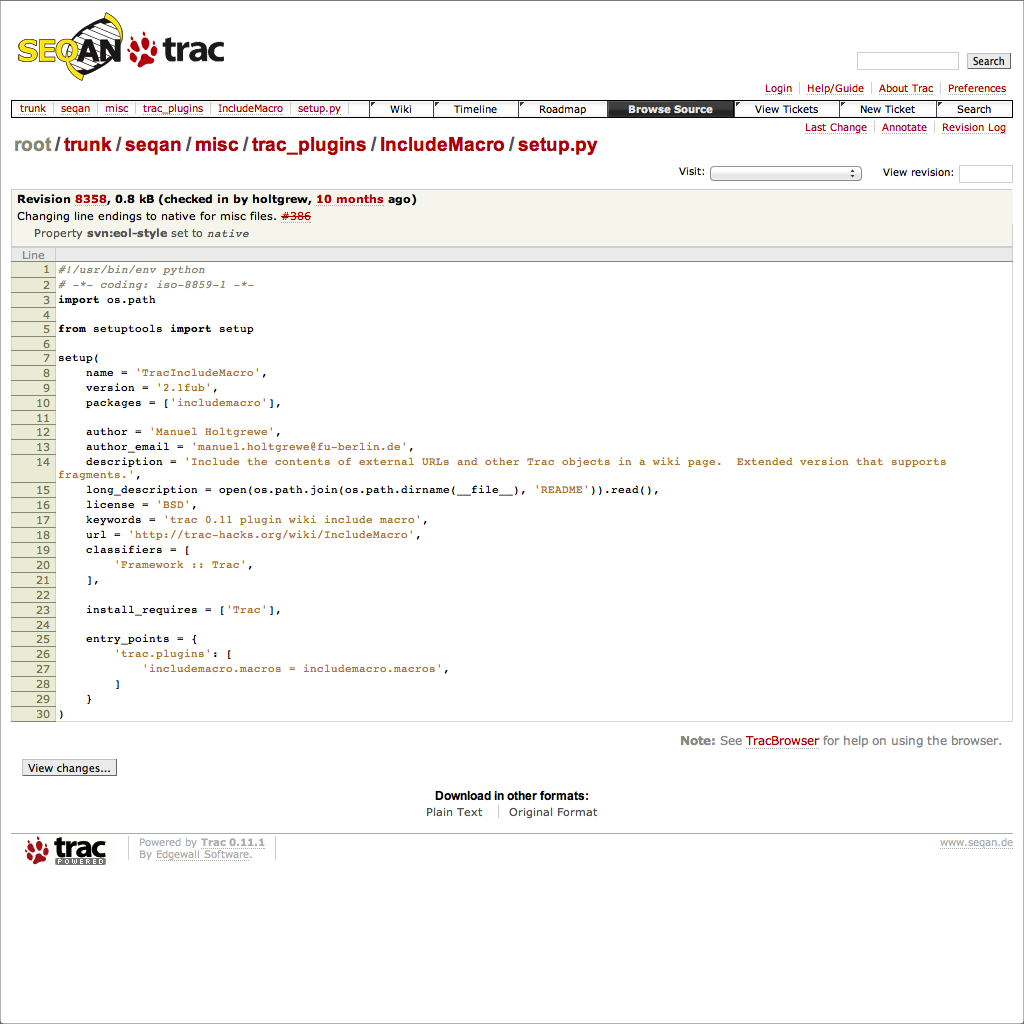 SEQAN trac
Search
Login Help/Guide About Trac Preferences
trunk seqan misc trac_plugins IncludeMacro setup.py Wiki Timeline Roadmap Browse Source View Tickets New Ticket Search
Last Change Annotate Revision Log
root / trunk / seqan / misc / trac_plugins / IncludeMacro / setup.py
Visit: View revision:
Revision 8358, 0.8 kB (checked in by holtgrew, 10 months ago)
Changing line endings to native for misc files. #386
Property svn:eol-style set to native
Line
1 #!/usr/bin/env python
2 # -*- coding: iso-8859-1 -*-
3 import os.path
4
5 from setuptools import setup
6
7 setup(
8     name = 'TracIncludeMacro',
9     version = '2.1fub',
10     packages = ['includemacro'],
11
12     author = 'Manuel Holtgrewe',
13     author_email = 'manuel.holtgrewe@fu-berlin.de',
14     description = 'Include the contents of external URLs and other Trac objects in a wiki page.  Extended version that supports
fragments.',
15     long_description = open(os.path.join(os.path.dirname(__file__), 'README')).read(),
16     license = 'BSD',
17     keywords = 'trac 0.11 plugin wiki include macro',
18     url = 'http://trac-hacks.org/wiki/IncludeMacro',
19     classifiers = [
20         'Framework :: Trac',
21     ],
22
23     install_requires = ['Trac'],
24
25     entry_points = {
26         'trac.plugins': [
27             'includemacro.macros = includemacro.macros',
28         ]
29     }
30 )
Note: See TracBrowser for help on using the browser.
View changes...
Download in other formats:
Plain Text Original Format
trac POWERED
Powered by Trac 0.11.1
By Edgewall Software.
www.seqan.de